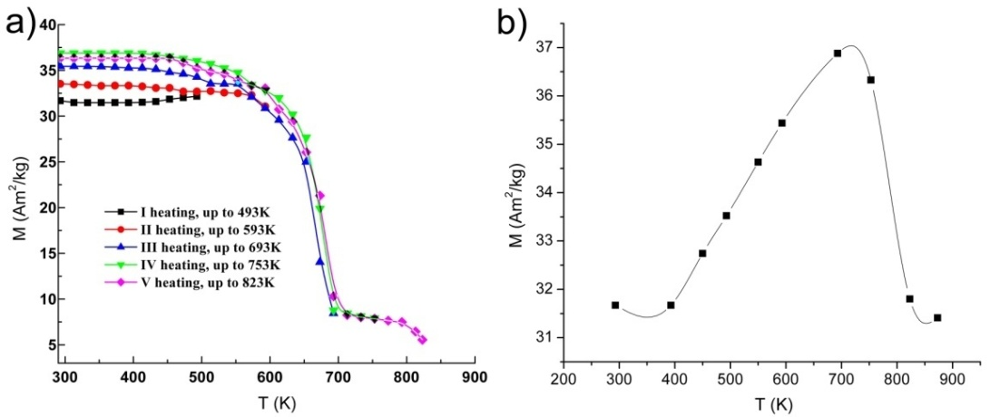 a)
40
35
30
25
20
15
10
5
M (Am²/kg)
I heating, up to 493K
II heating, up to 593K
III heating, up to 693K
IV heating, up to 753K
V heating, up to 823K
300 400 500 600 700 800 900
T (K)
b)
37
36
35
34
33
32
31
M (Am²/kg)
200 300 400 500 600 700 800 900
T (K)